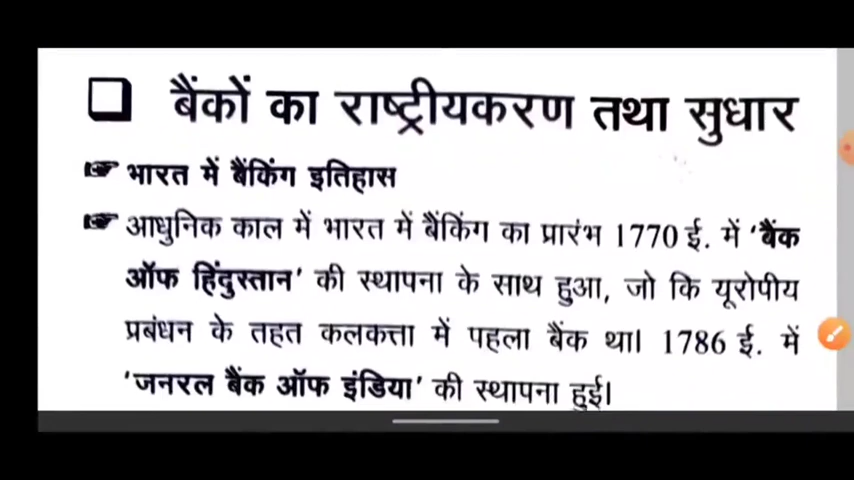 बैंकों का राष्ट्रीयकरण तथा सुधार
भारत में बैंकिंग इतिहास
आधुनिक काल में भारत में बैंकिंग का प्रारंभ 1770 ई. में 'बैंक
ऑफ हिंदुस्तान' की स्थापना के साथ हुआ, जो कि यूरोपीय
प्रबंधन के तहत कलकत्ता में पहला बैंक था। 1786 ई. में
'जनरल बैंक ऑफ इंडिया' की स्थापना हुई।